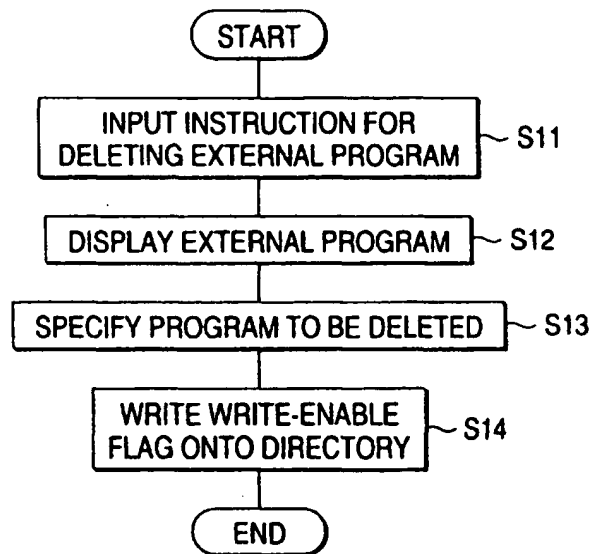 START
INPUT INSTRUCTION FOR
DELETING EXTERNAL PROGRAM
S11
DISPLAY EXTERNAL PROGRAM
S12
SPECIFY PROGRAM TO BE DELETED
S13
WRITE WRITE-ENABLE
FLAG ONTO DIRECTORY
S14
END